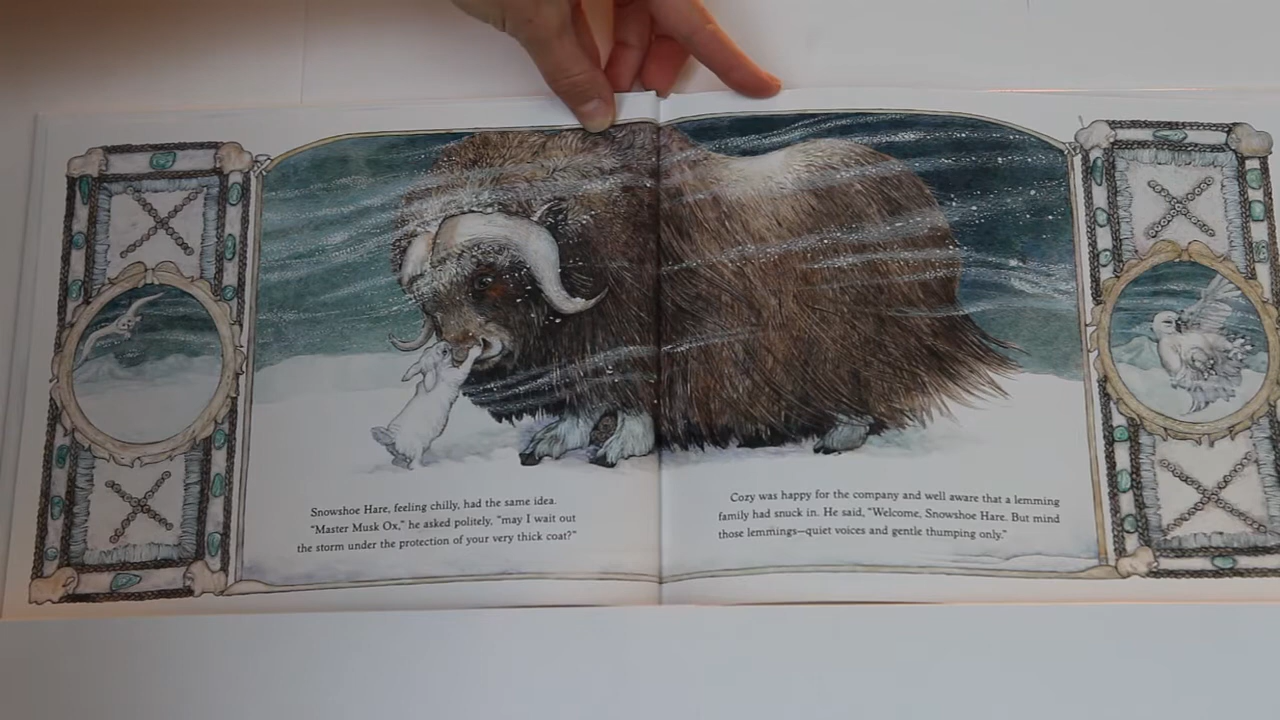 Snowshoe Hare, feeling chilly, had the same idea.
"Master Musk Ox," he asked politely, "may I wait out
the storm under the protection of your very thick coat?"
Cozy was happy for the company and well aware that a lemming
family had snuck in. He said, "Welcome, Snowshoe Hare. But mind
those lemmings—quiet voices and gentle thumping only."